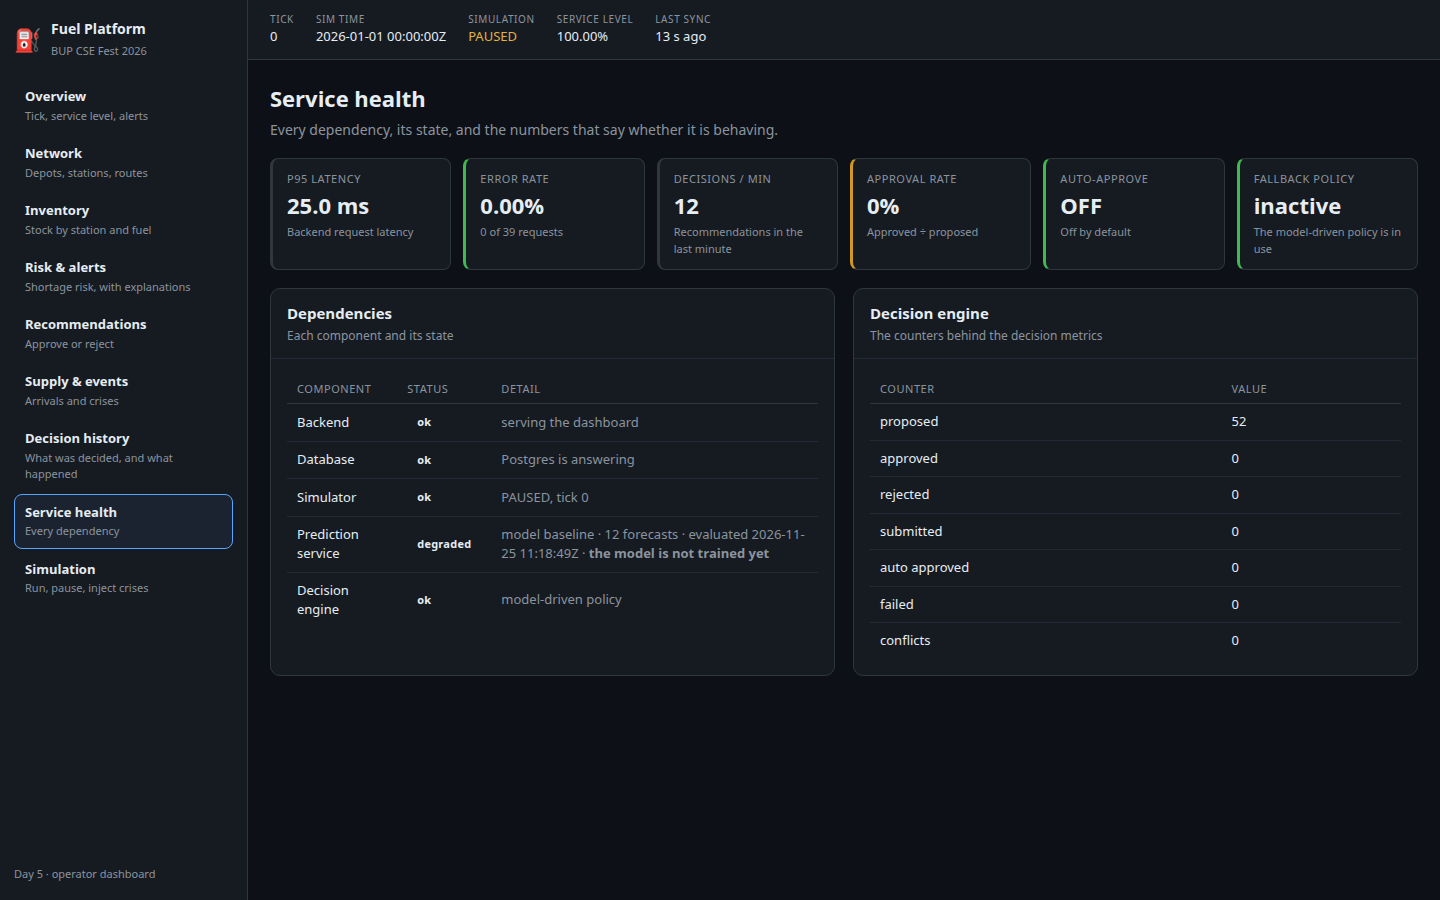 Fuel Platform
BUP CSE Fest 2026
Overview
Tick, service level, alerts
Network
Depots, stations, routes
Inventory
Stock by station and fuel
Risk & alerts
Shortage risk, with explanations
Recommendations
Approve or reject
Supply & events
Arrivals and crises
Decision history
What was decided, and what
happened
Service health
Every dependency
Simulation
Run, pause, inject crises
Day 5 · operator dashboard
TICK
0
SIM TIME
2026-01-01 00:00:00Z
SIMULATION
PAUSED
SERVICE LEVEL
100.00%
LAST SYNC
13 s ago
Service health
Every dependency, its state, and the numbers that say whether it is behaving.
P95 LATENCY
25.0 ms
Backend request latency
ERROR RATE
0.00%
0 of 39 requests
DECISIONS / MIN
12
Recommendations in the
last minute
APPROVAL RATE
0%
Approved ÷ proposed
AUTO-APPROVE
OFF
Off by default
FALLBACK POLICY
inactive
The model-driven policy is in
use
Dependencies
Each component and its state
COMPONENT STATUS DETAIL
Backend ok serving the dashboard
Database ok Postgres is answering
Simulator ok PAUSED, tick 0
Prediction
service
degraded
model baseline · 12 forecasts · evaluated 2026-11-
25 11:18:49Z · the model is not trained yet
Decision
engine
ok
model-driven policy
Decision engine
The counters behind the decision metrics
COUNTER VALUE
proposed 52
approved 0
rejected 0
submitted 0
auto approved 0
failed 0
conflicts 0